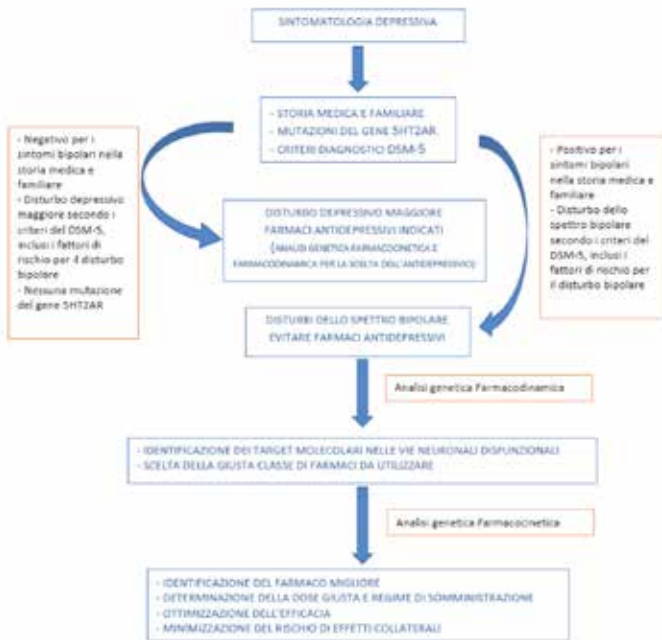 SINTOMATOLOGIA DEPRESSIVA
- STORIA MEDICA E FAMILIARE
- MUTAZIONI DEL GENE 5HT2AR
- CRITERI DIAGNOSTICI DSM-5
- Negativo per i
sintomi bipolari nella
storia medica e
familiare
- Disturbo depressivo
maggiore secondo i
criteri del DSM-5,
inclusi i fattori di
rischio per 4 disturbo
bipolare
- Nessuna mutazione
del gene 5HT2AR
- Positivo per i
sintomi bipolari
nella storia medica e
familiare
- Disturbo dello
spettro bipolare
secondo i criteri del
DSM-5, inclusi i
fattori di rischio per
il disturbo bipolare
DISTURBO DEPRESSIVO MAGGIORE
FARMACI ANTIDEPRESSIVI INDICATI
(ANALISI GENETICA FARMACOCINETICA E
FARMACODINAMICA PER LA SCELTA DELL'ANTIDEPRESSIVO)
DISTURBI DELLO SPETTRO BIPOLARE
EVITARE FARMACI ANTIDEPRESSIVI
Analisi genetica Farmacodinamica
- IDENTIFICAZIONE DEI TARGET MOLECOLARI NELLE VIE NEURONALI DISFUNZIONALI
- SCELTA DELLA GIUSTA CLASSE DI FARMACI DA UTILIZZARE
Analisi genetica Farmacocinetica
- IDENTIFICAZIONE DEL FARMACO MIGLIORE
- DETERMINAZIONE DELLA DOSE GIUSTA E REGIME DI SOMMINISTRAZIONE
- OTTIMIZZAZIONE DELL'EFFICACIA
- MINIMIZZAZIONE DEL RISCHIO DI EFFETTI COLLATERALI